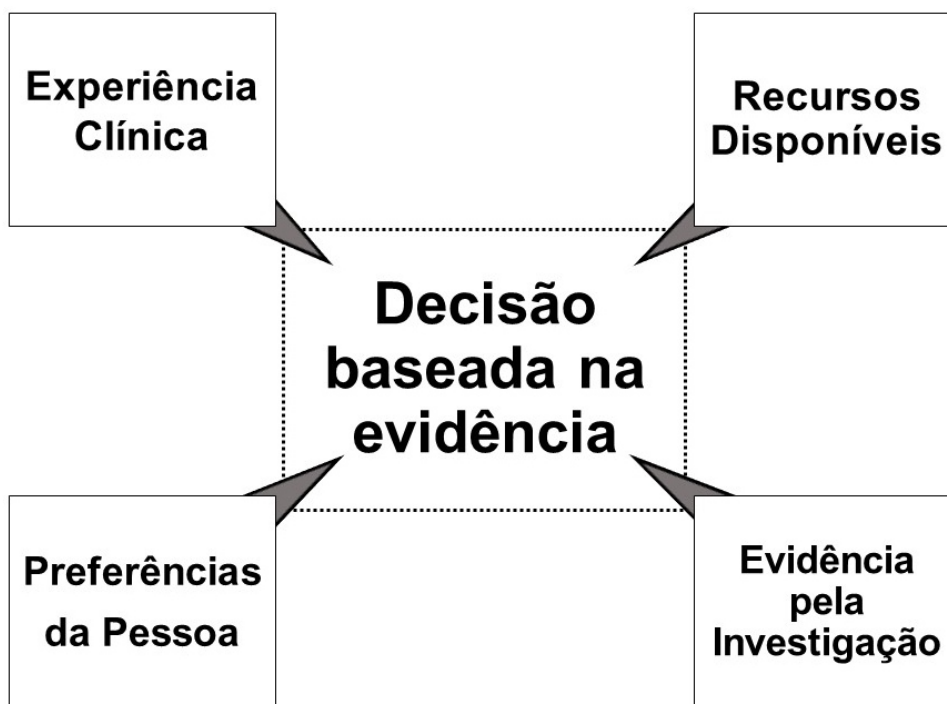 Experiência
Clínica
Recursos
Disponíveis
Decisão
baseada na
evidência
Preferências
da Pessoa
Evidência
pela
Investigação